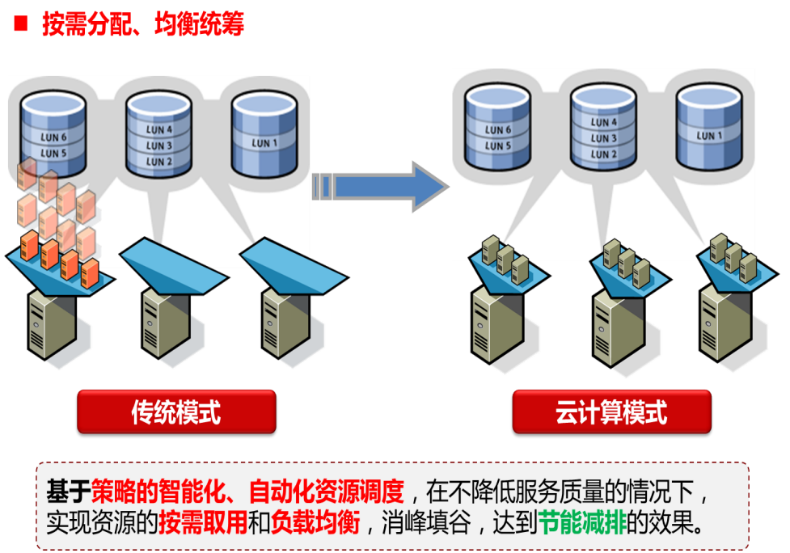 ■ 按需分配、均衡统筹
LUN 6
LUN 5
LUN 4
LUN 3
LUN 2
LUN 1
LUN 6
LUN 5
LUN 4
LUN 3
LUN 2
LUN 1
传统模式
云计算模式
基于策略的智能化、自动化资源调度，在不降低服务质量的情况下，
实现资源的按需取用和负载均衡，消峰填谷，达到节能减排的效果。